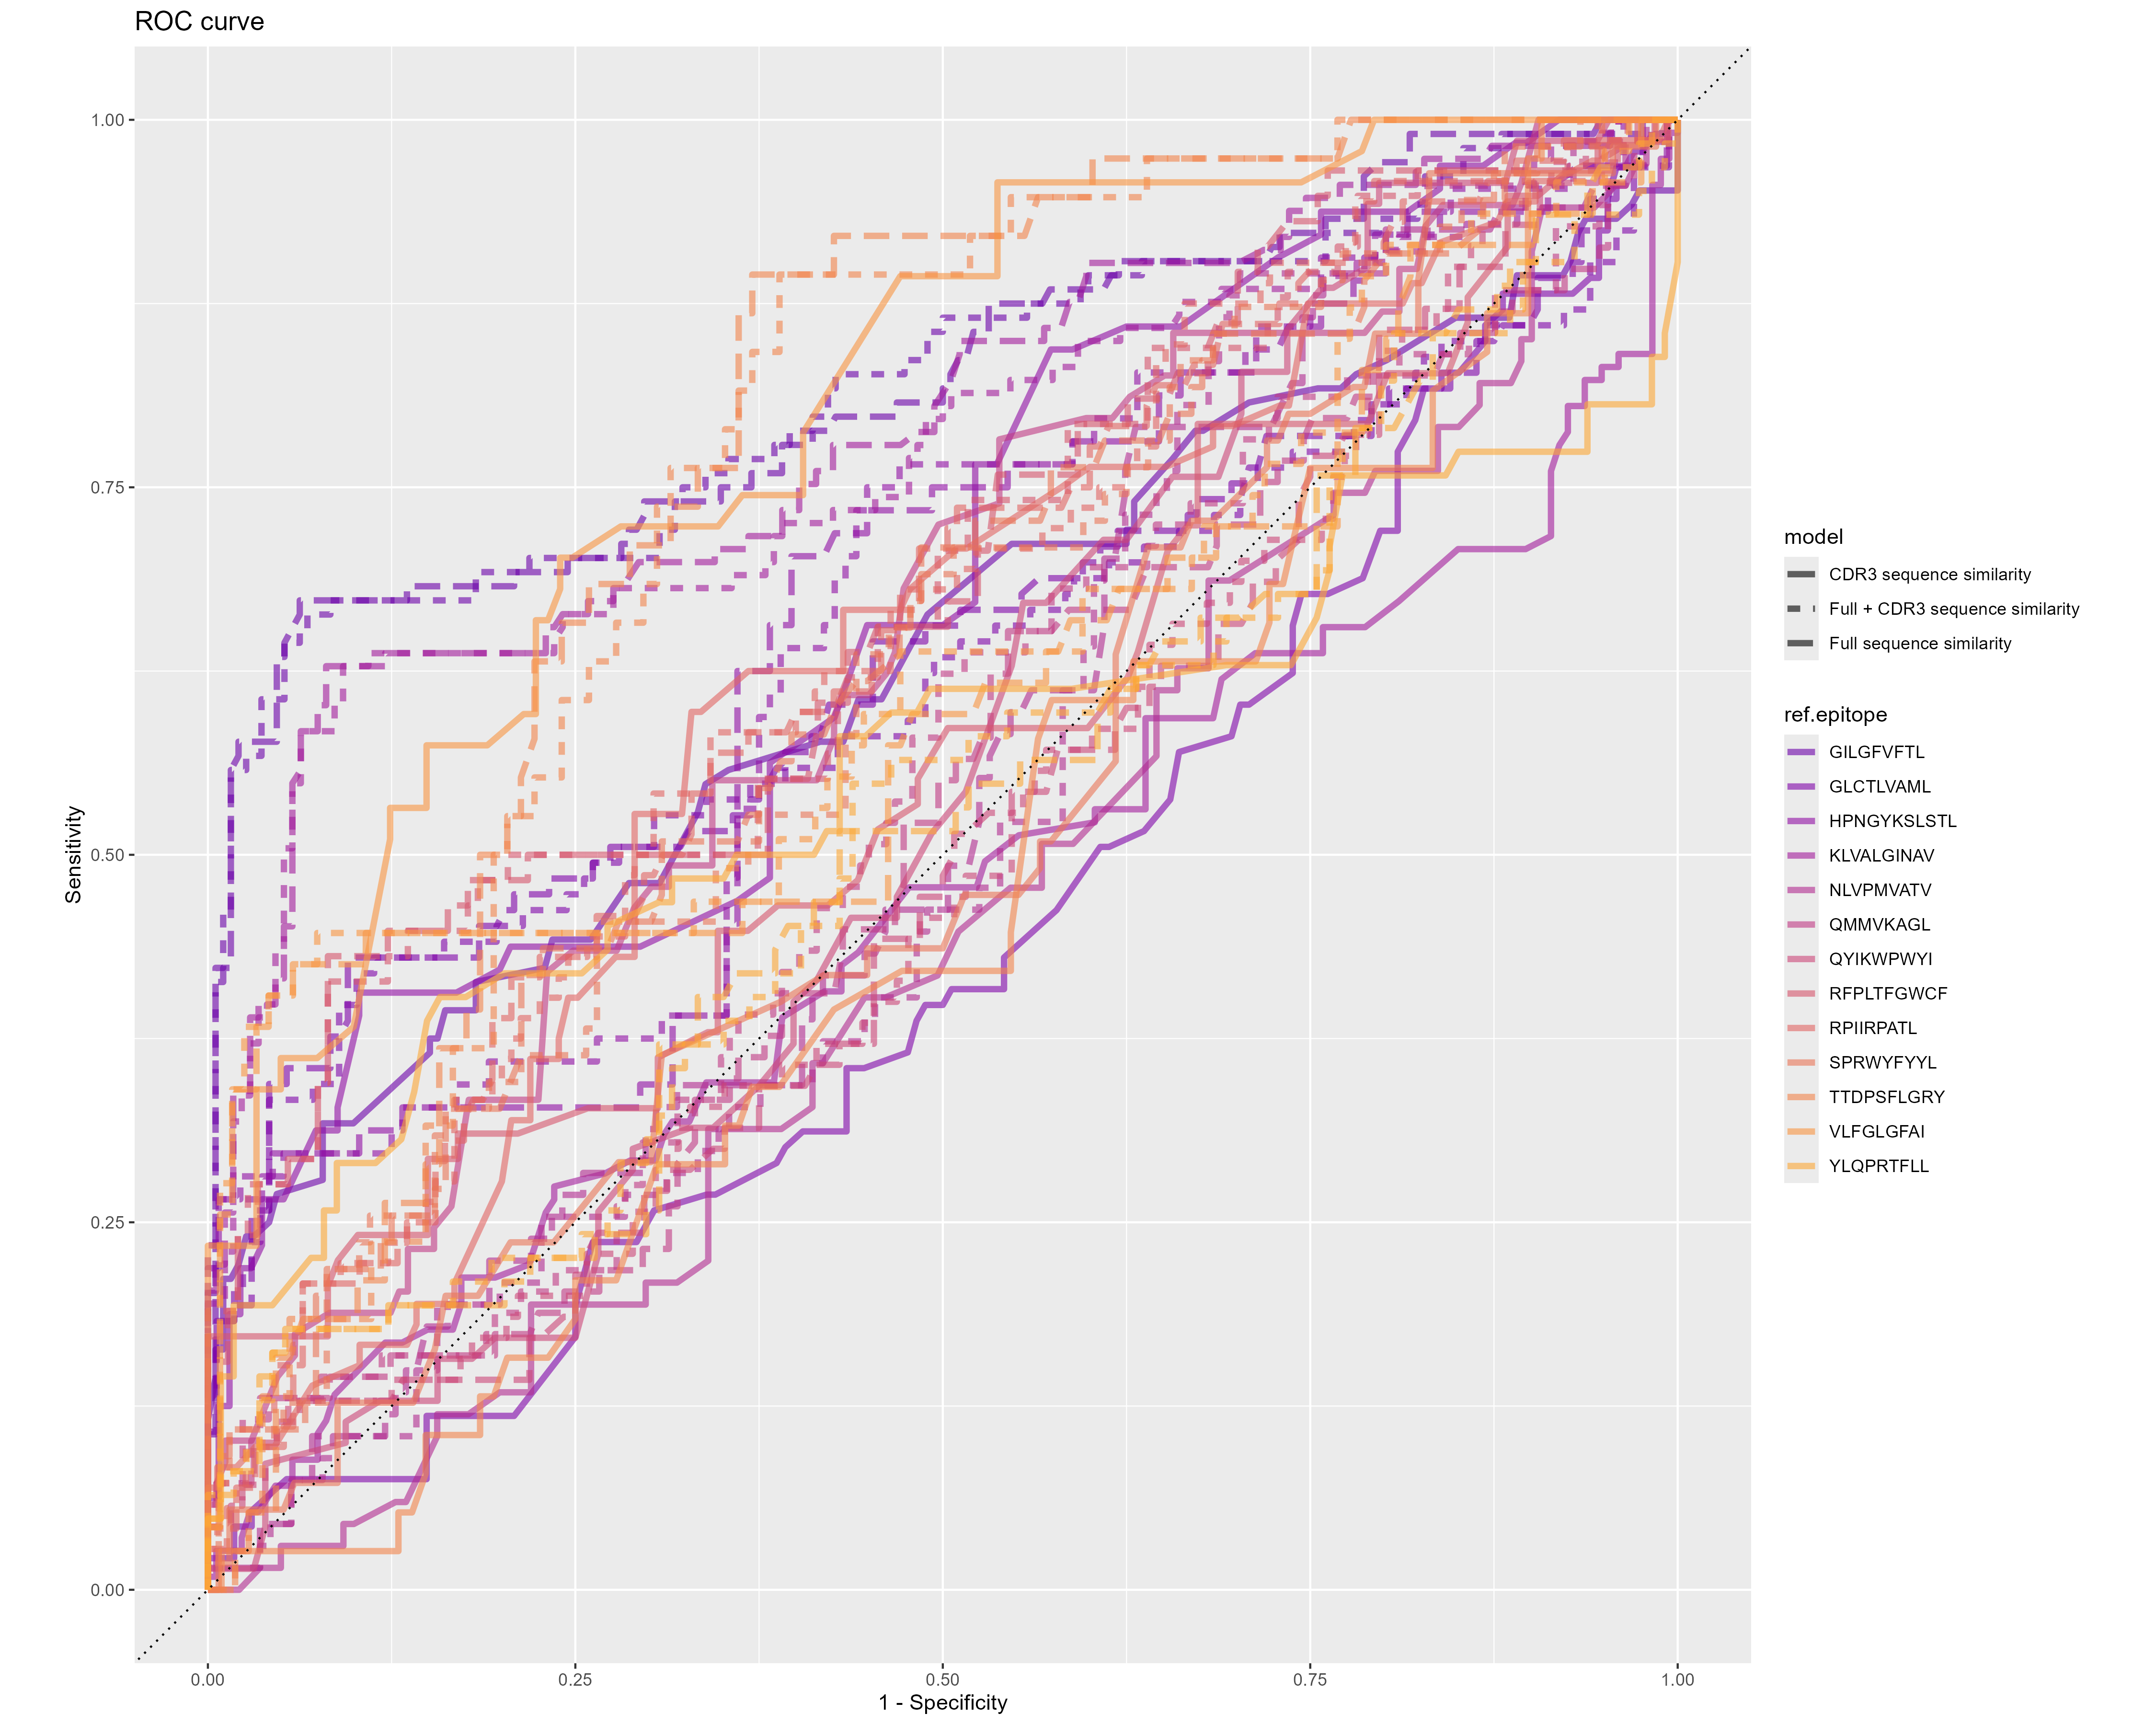 ROC curve
1.00
0.75
0.50
0.25
0.00
Sensitivity
0.00
0.25
0.50
0.75
1.00
1 - Specificity
model
CDR3 sequence similarity
Full + CDR3 sequence similarity
Full sequence similarity
ref.epitope
GILGFVFTL
GLCTLVAML
HPNGYKSLSTL
KLVALGINAV
NLVPMVATV
QMMVKAGL
QYIKWPWYI
RFPLTFGWCF
RPIIRPATL
SPRWYFYYL
TTDPSFLGRY
VLFGLGFAI
YLQPRTFLL